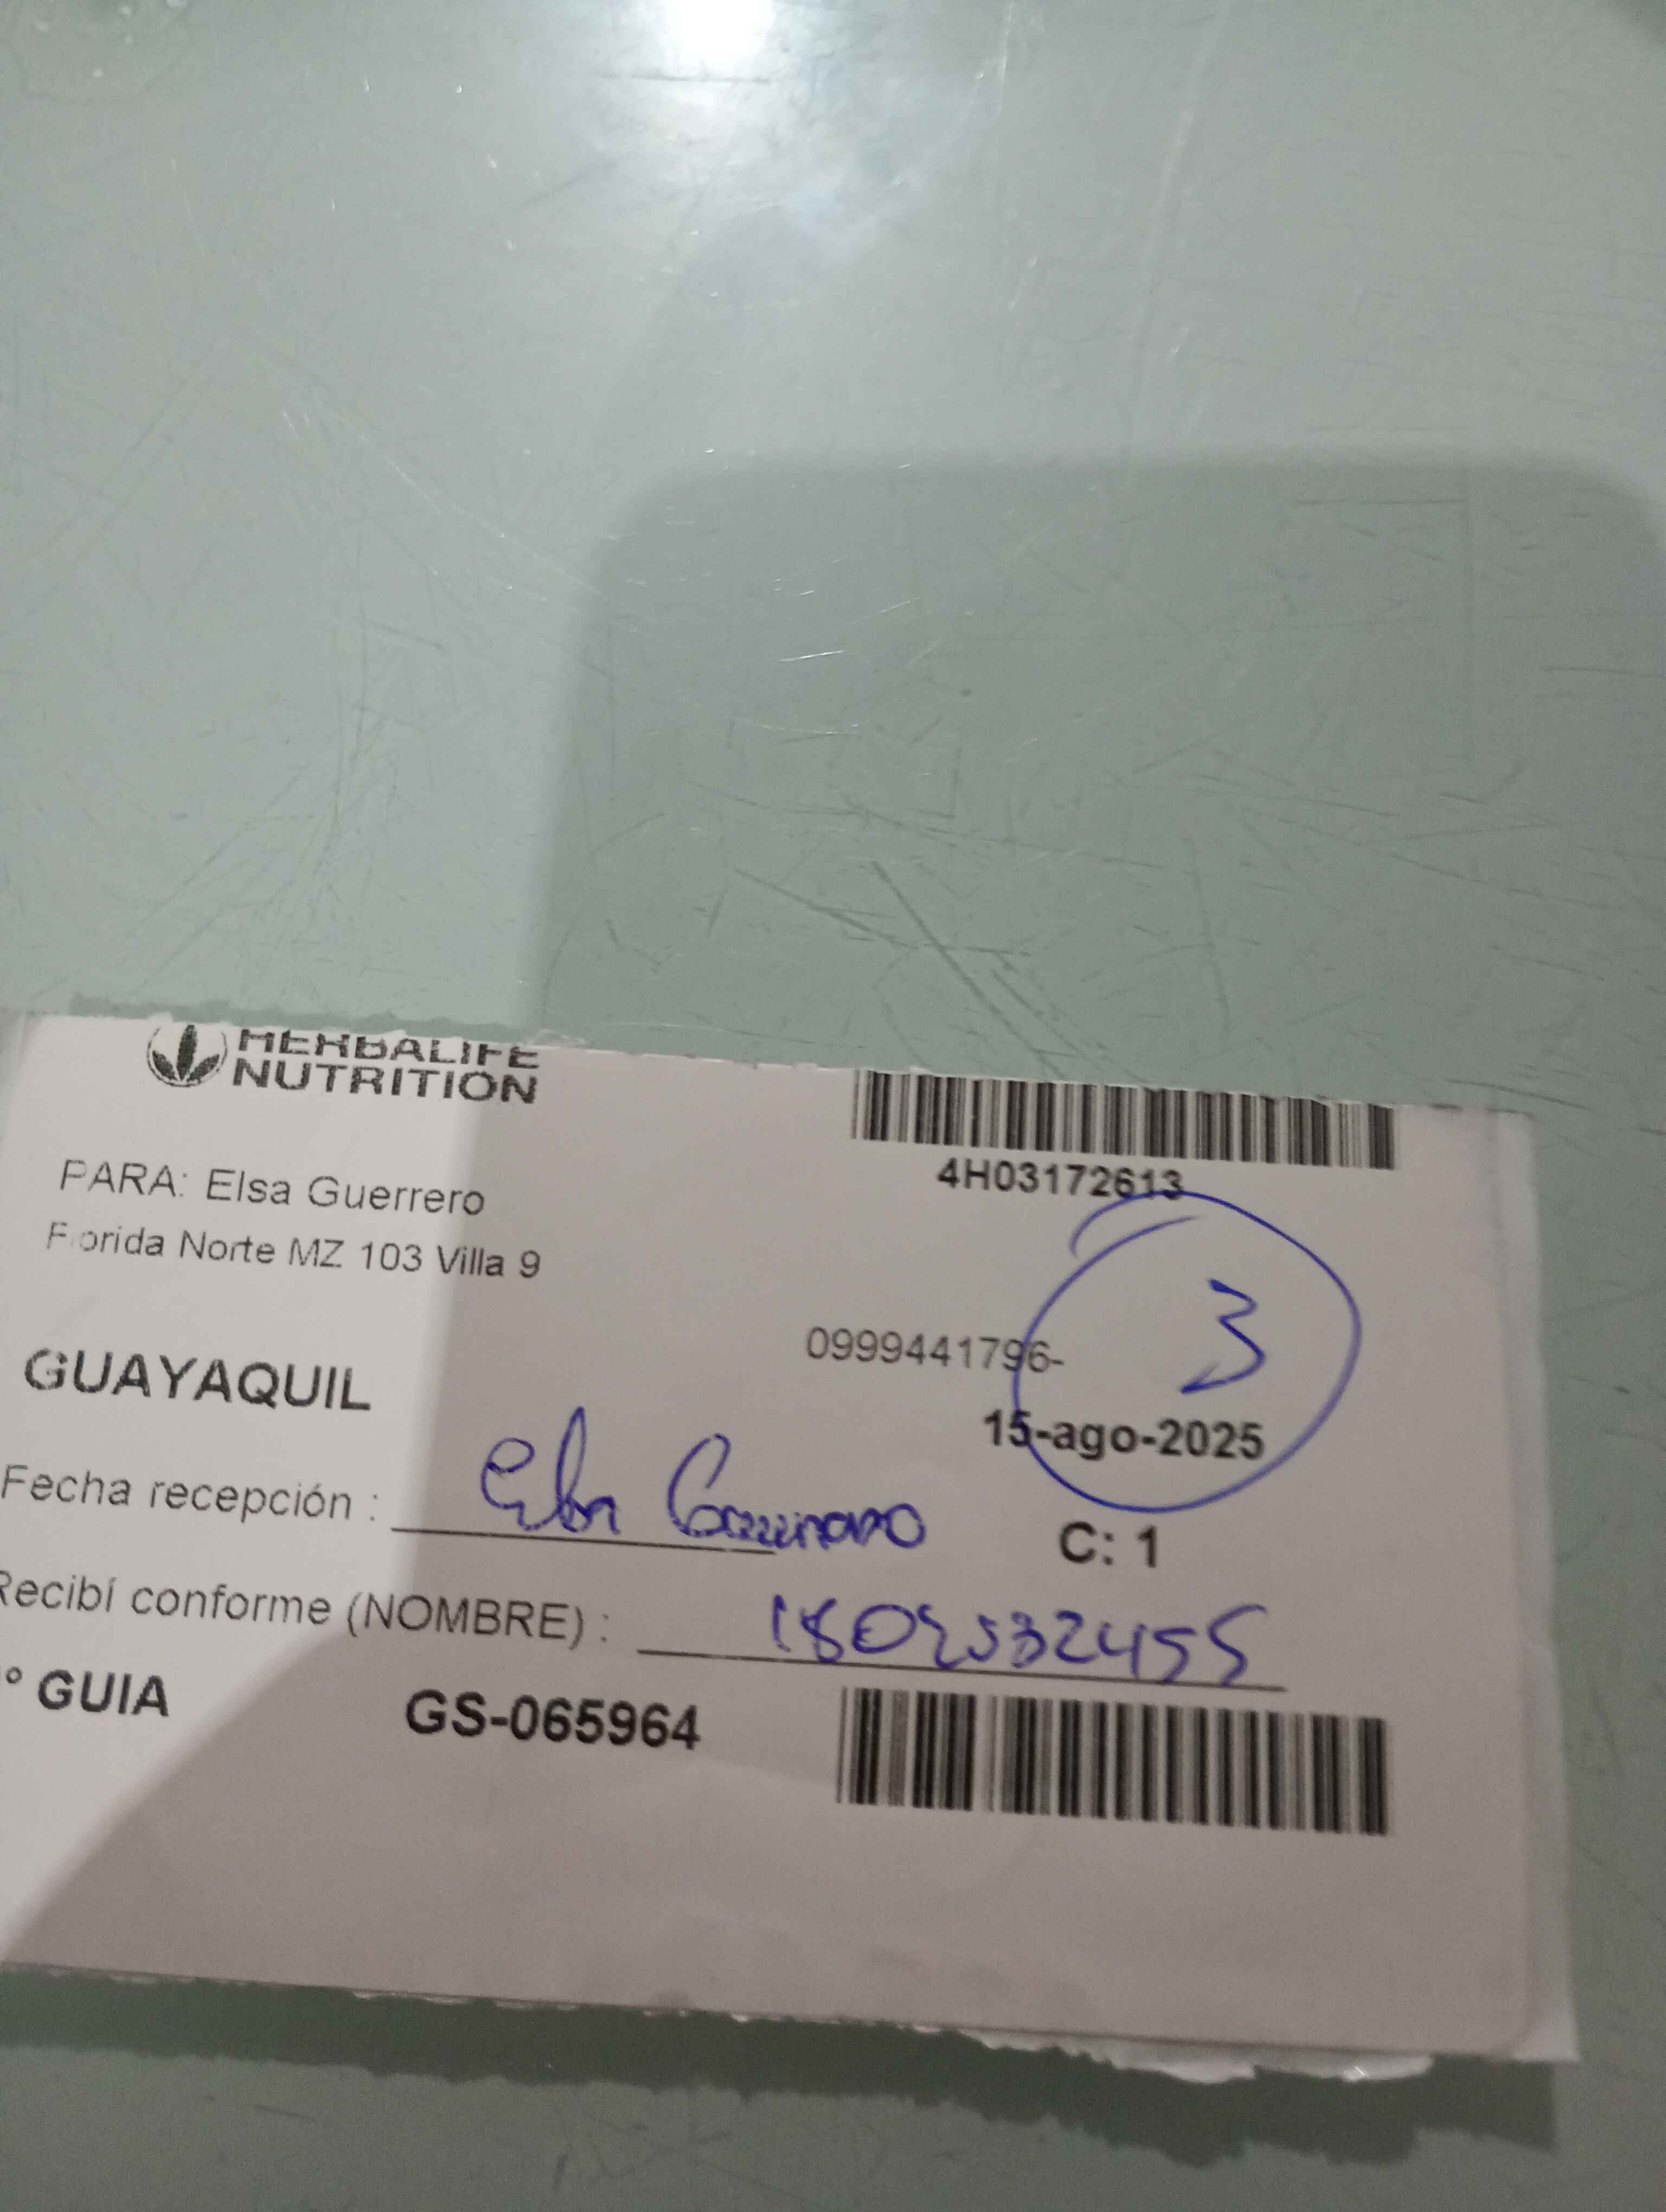 HERBALIFE
NUTRITION
4H03172613
PARA: Elsa Guerrero
Florida Norte MZ 103 Villa 9
3
0999441796-
GUAYAQUIL
15-ago-2025
Fecha recepción :
C: 1
Recibí conforme (NOMBRE) :
° GUIA GS-065964